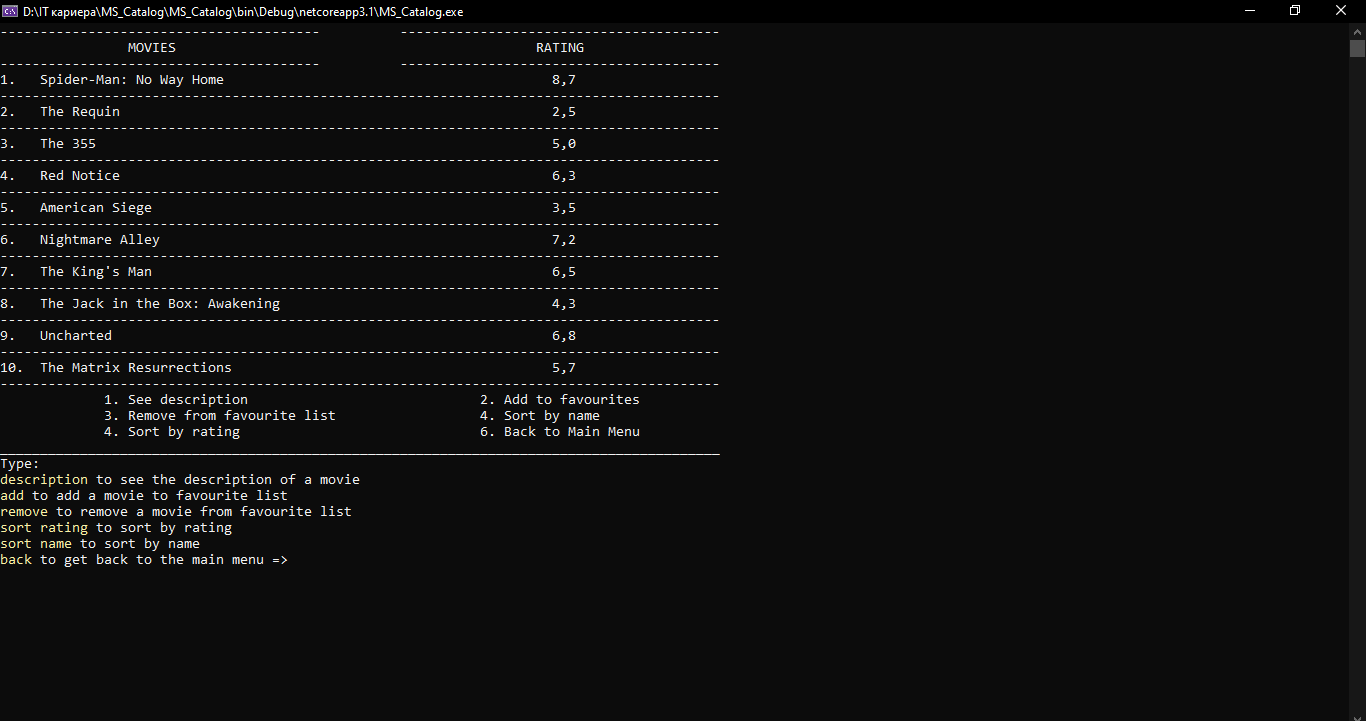 D:\IT кариера\MS_Catalog\MS_Catalog\bin\Debug\netcoreapp3.1\MS_Catalog.exe
---------------------------------------- ----------------------------------------
MOVIES RATING
---------------------------------------- ----------------------------------------
1. Spider-Man: No Way Home 8,7
------------------------------------------------------------------------------------------
2. The Requin 2,5
------------------------------------------------------------------------------------------
3. The 355 5,0
------------------------------------------------------------------------------------------
4. Red Notice 6,3
------------------------------------------------------------------------------------------
5. American Siege 3,5
------------------------------------------------------------------------------------------
6. Nightmare Alley 7,2
------------------------------------------------------------------------------------------
7. The King's Man 6,5
------------------------------------------------------------------------------------------
8. The Jack in the Box: Awakening 4,3
------------------------------------------------------------------------------------------
9. Uncharted 6,8
------------------------------------------------------------------------------------------
10. The Matrix Resurrections 5,7
------------------------------------------------------------------------------------------
1. See description 2. Add to favourites
3. Remove from favourite list 4. Sort by name
4. Sort by rating 6. Back to Main Menu
__________________________________________________________________________________________
Type:
description to see the description of a movie
add to add a movie to favourite list
remove to remove a movie from favourite list
sort rating to sort by rating
sort name to sort by name
back to get back to the main menu =>